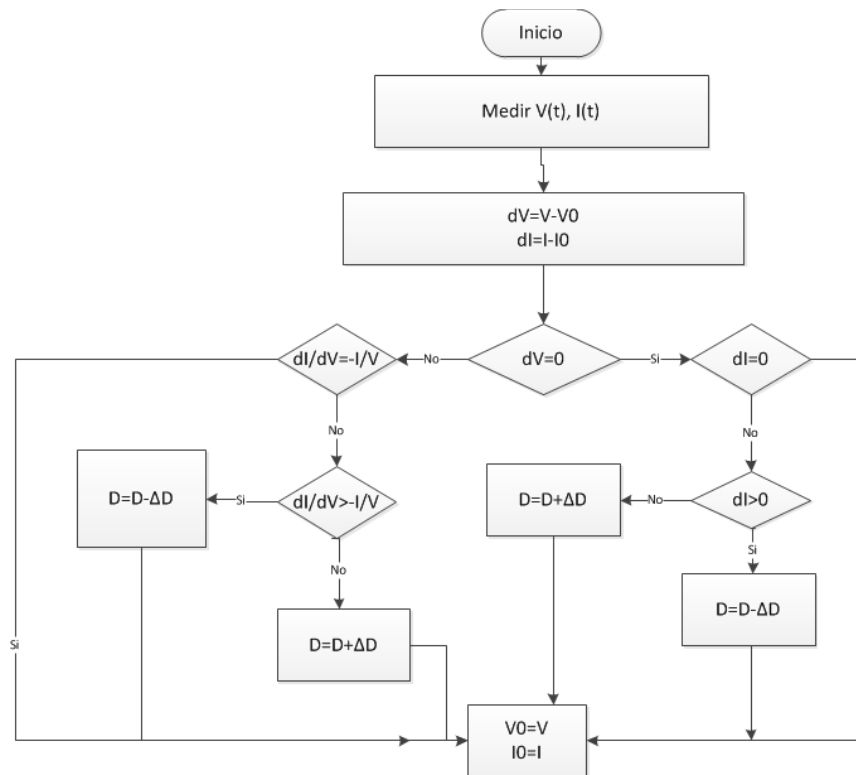 Inicio
Medir V(t), I(t)
dV=V-V0
dI=I-I0
dI/dV=-I/V
No
dV=0
Si
dI=0
No
No
D=D-ΔD
Si
dI/dV>-I/V
D=D+ΔD
No
dI>0
Si
No
D=D+ΔD
D=D-ΔD
Si
V0=V
I0=I